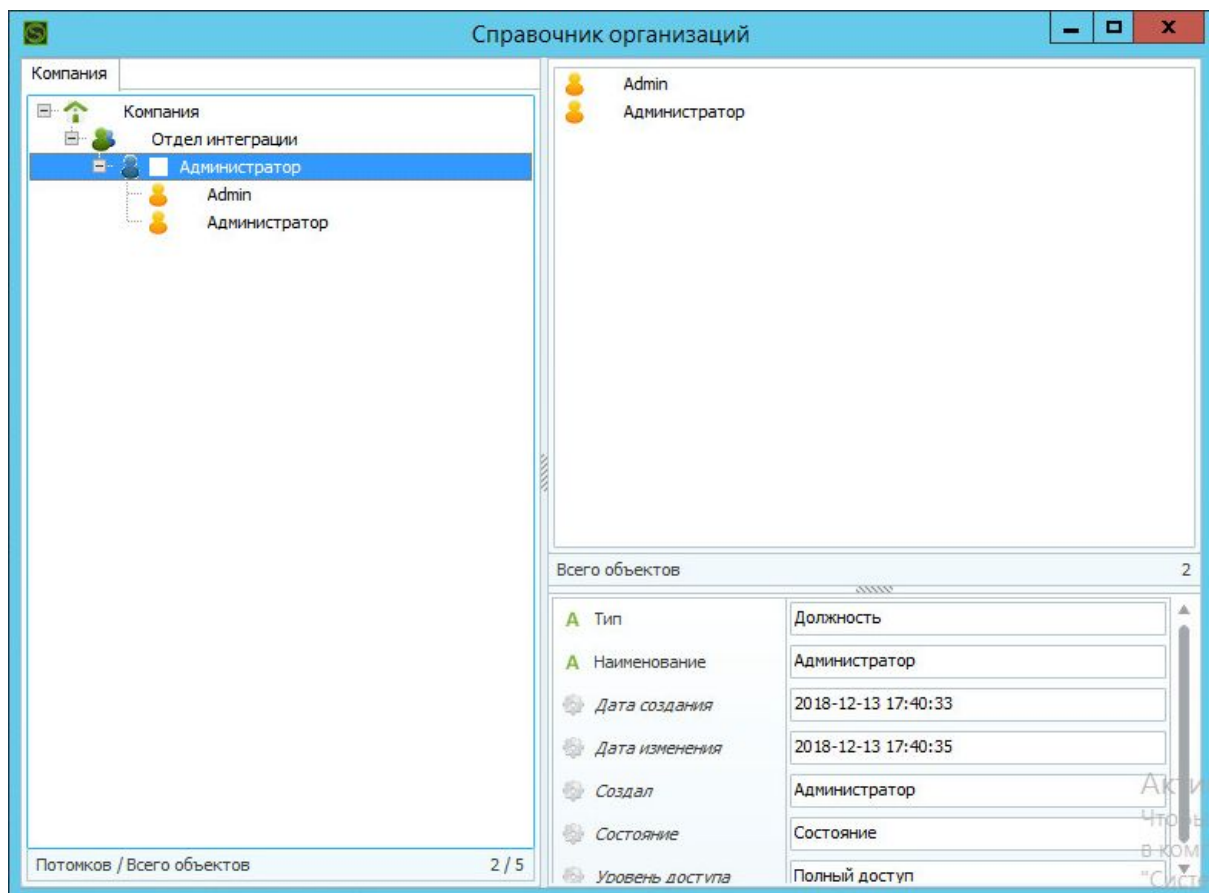 Справочник организаций
Компания
Компания
Отдел интеграции
Администратор
Admin
Администратор
Потомков / Всего объектов 2 / 5
Admin
Администратор
Всего объектов 2
A Тип Должность
A Наименование Администратор
Дата создания 2018-12-13 17:40:33
Дата изменения 2018-12-13 17:40:35
Создал Администратор
Состояние Состояние
Уровень доступа Полный доступ